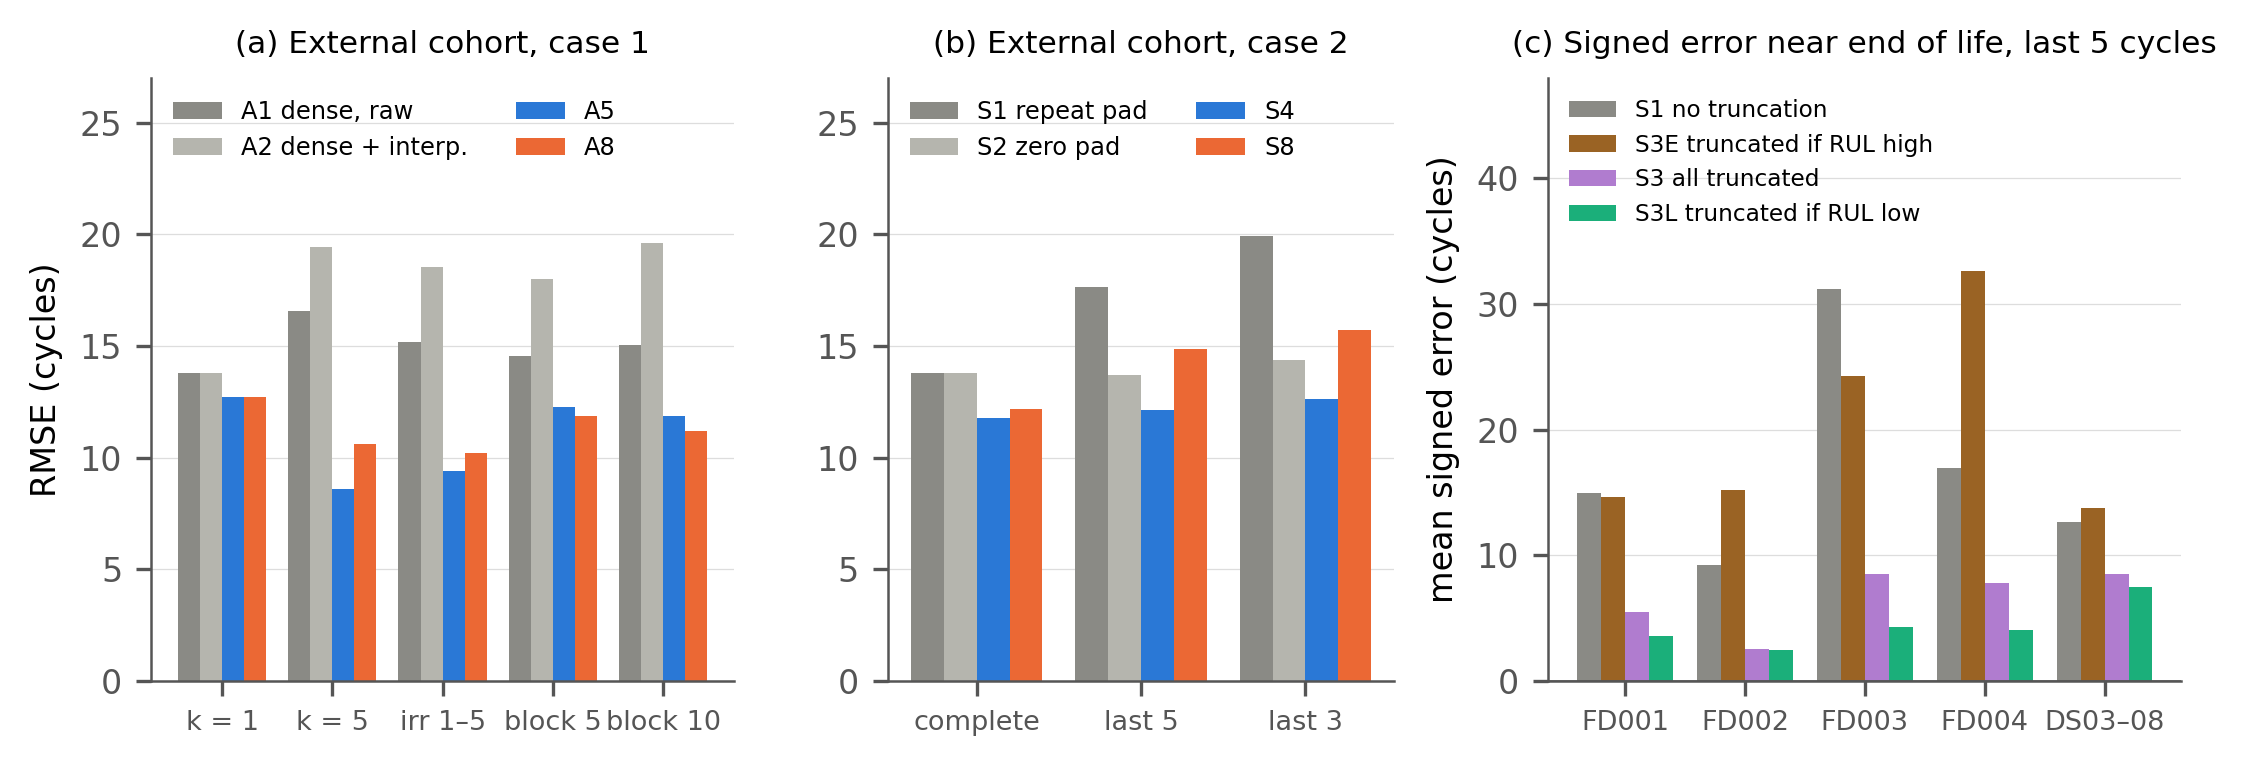 (a) External cohort, case 1
A1 dense, raw
A2 dense + interp.
A5
A8
RMSE (cycles)
25
20
15
10
5
0
k = 1
k = 5
irr 1–5
block 5
block 10
(b) External cohort, case 2
S1 repeat pad
S2 zero pad
S4
S8
25
20
15
10
5
0
complete
last 5
last 3
(c) Signed error near end of life, last 5 cycles
S1 no truncation
S3E truncated if RUL high
S3 all truncated
S3L truncated if RUL low
mean signed error (cycles)
40
30
20
10
0
FD001
FD002
FD003
FD004
DS03–08